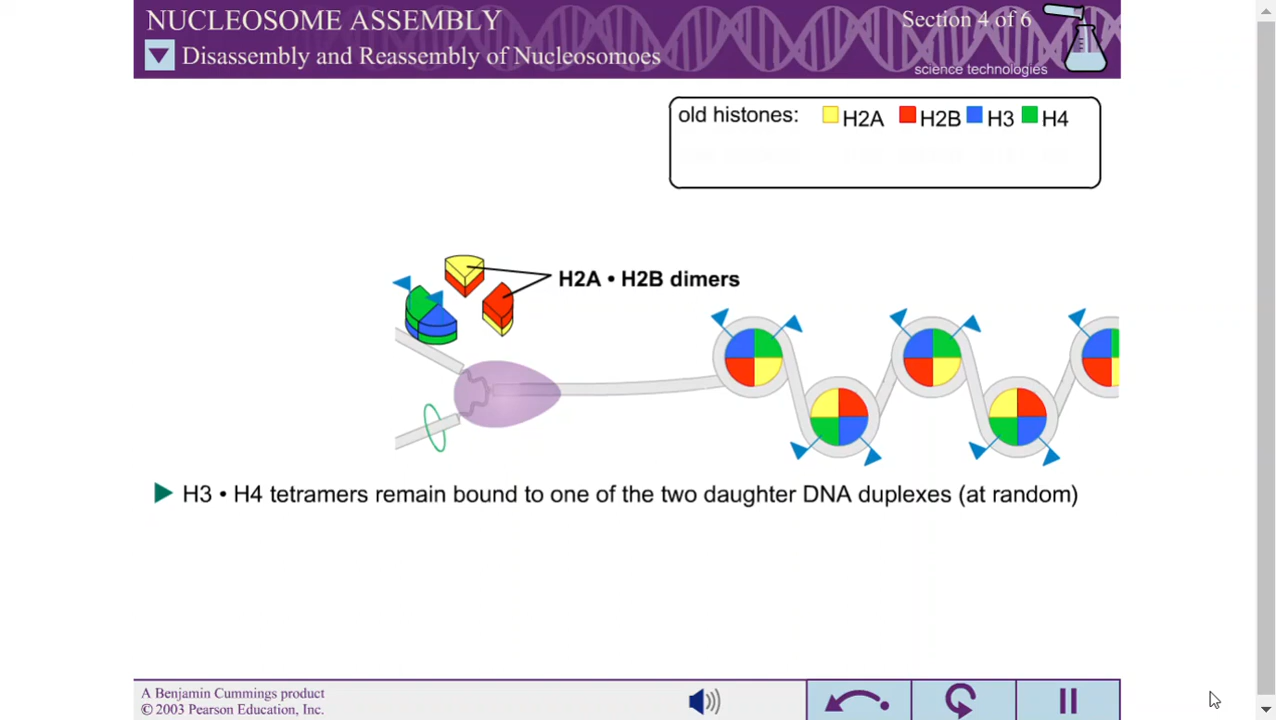 NUCLEOSOME ASSEMBLY
Section 4 of 6
Disassembly and Reassembly of Nucleosomoes
science technologies
old histones: H2A H2B H3 H4
H2A • H2B dimers
H3 • H4 tetramers remain bound to one of the two daughter DNA duplexes (at random)
A Benjamin Cummings product
© 2003 Pearson Education, Inc.